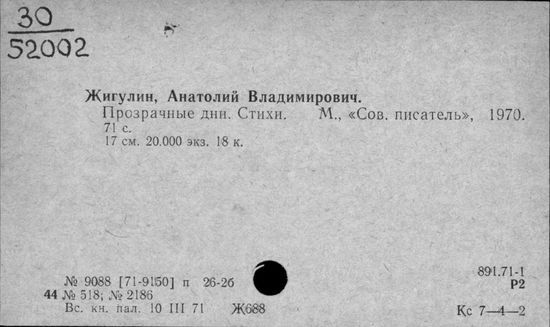 30
52002
Жигулин, Анатолий Владимирович.
Прозрачные дни. Стихи. М., «Сов. писатель», 1970.
71 с.
17 см. 20.000 экз. 18 к.
№ 9088 [71-9150] п 26-26
891.71-1
44 № 518; № 2186
Р2
Вс. кн. пал. 10 III 71 Ж688
Қс 7—4—2